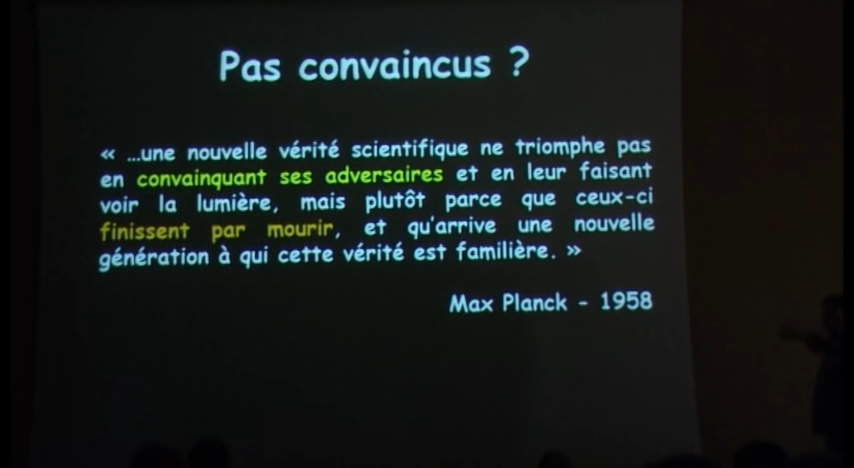 Pas convaincus ?
« ...une nouvelle vérité scientifique ne triomphe pas
en convainquant ses adversaires et en leur faisant
voir la lumière, mais plutôt parce que ceux-ci
finissent par mourir, et qu'arrive une nouvelle
génération à qui cette vérité est familière. »
Max Planck - 1958